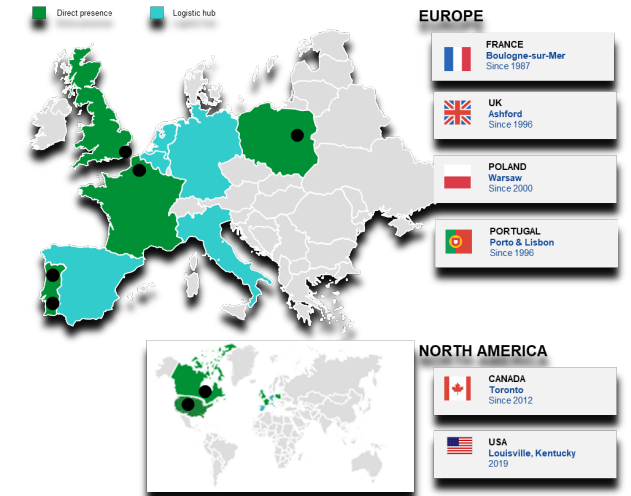 Direct presence
Logistic hub
EUROPE
FRANCE
Boulogne-sur-Mer
Since 1987
UK
Ashford
Since 1996
POLAND
Warsaw
Since 2000
PORTUGAL
Porto & Lisbon
Since 1996
NORTH AMERICA
CANADA
Toronto
Since 2012
USA
Louisville, Kentucky
2019